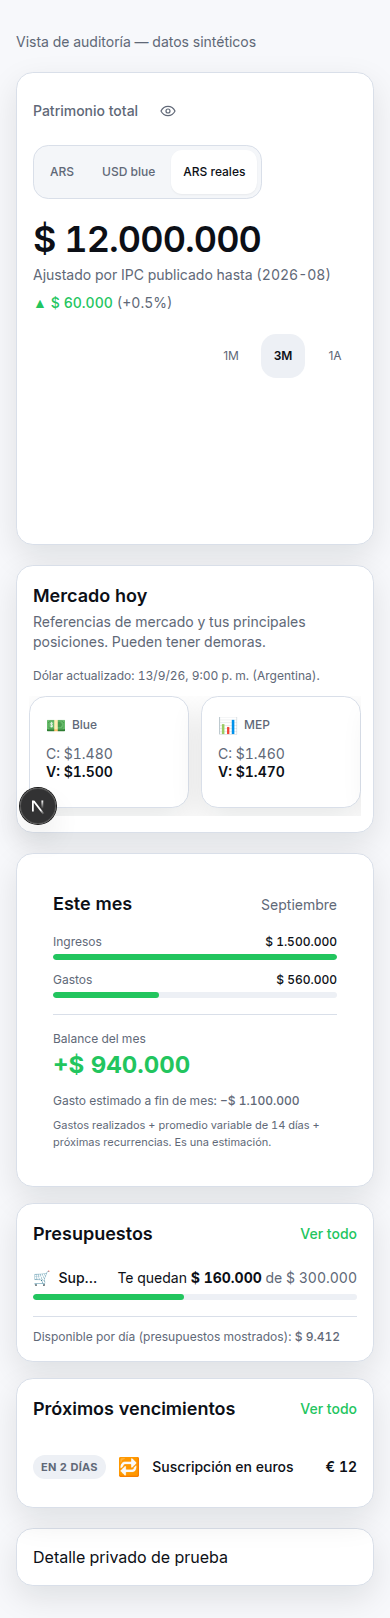 Vista de auditoría — datos sintéticos
Patrimonio total
ARS USD blue ARS reales
$ 12.000.000
Ajustado por IPC publicado hasta (2026-08)
▲ $ 60.000 (+0.5%)
1M 3M 1A
Mercado hoy
Referencias de mercado y tus principales
posiciones. Pueden tener demoras.
Dólar actualizado: 13/9/26, 9:00 p. m. (Argentina).
Blue
C: $1.480
V: $1.500
MEP
C: $1.460
V: $1.470
N
Este mes Septiembre
Ingresos $ 1.500.000
Gastos $ 560.000
Balance del mes
+$ 940.000
Gasto estimado a fin de mes: −$ 1.100.000
Gastos realizados + promedio variable de 14 días +
próximas recurrencias. Es una estimación.
Presupuestos Ver todo
Sup... Te quedan $ 160.000 de $ 300.000
Disponible por día (presupuestos mostrados): $ 9.412
Próximos vencimientos Ver todo
EN 2 DÍAS Suscripción en euros € 12
Detalle privado de prueba